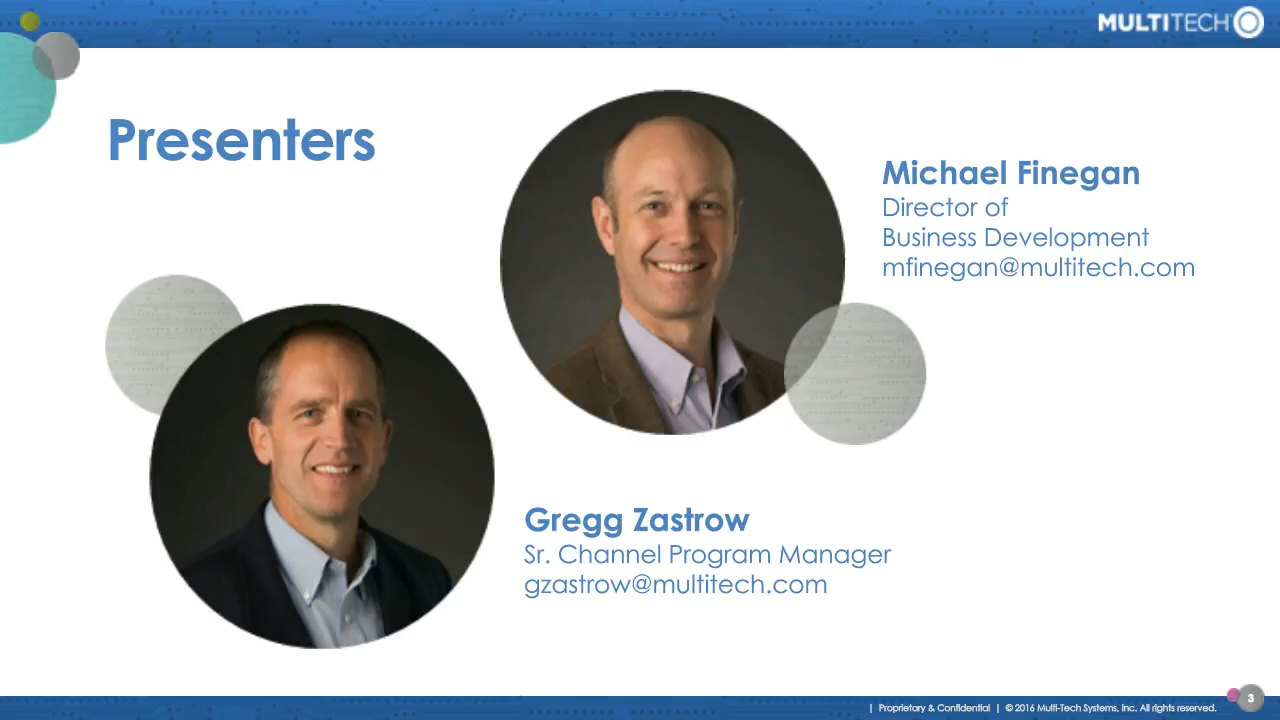 MULTITECH
Presenters
Michael Finegan
Director of
Business Development
mfinegan@multitech.com
Gregg Zastrow
Sr. Channel Program Manager
gzastrow@multitech.com
| Proprietary & Confidential | © 2016 Multi-Tech Systems, Inc. All rights reserved.
3